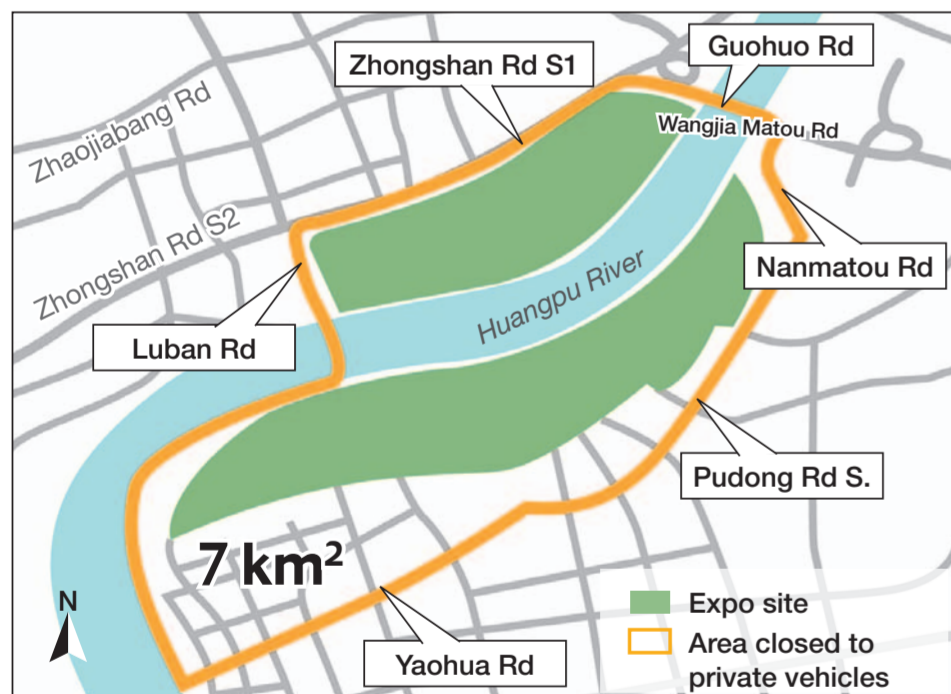 Guohuo Rd
Zhongshan Rd S1
Zhaojiabang Rd
Wangjia Matou Rd
Zhongshan Rd S2
Nanmatou Rd
Huangpu River
Luban Rd
Pudong Rd S.
7 km²
N
Yaohua Rd
Expo site
Area closed to
private vehicles